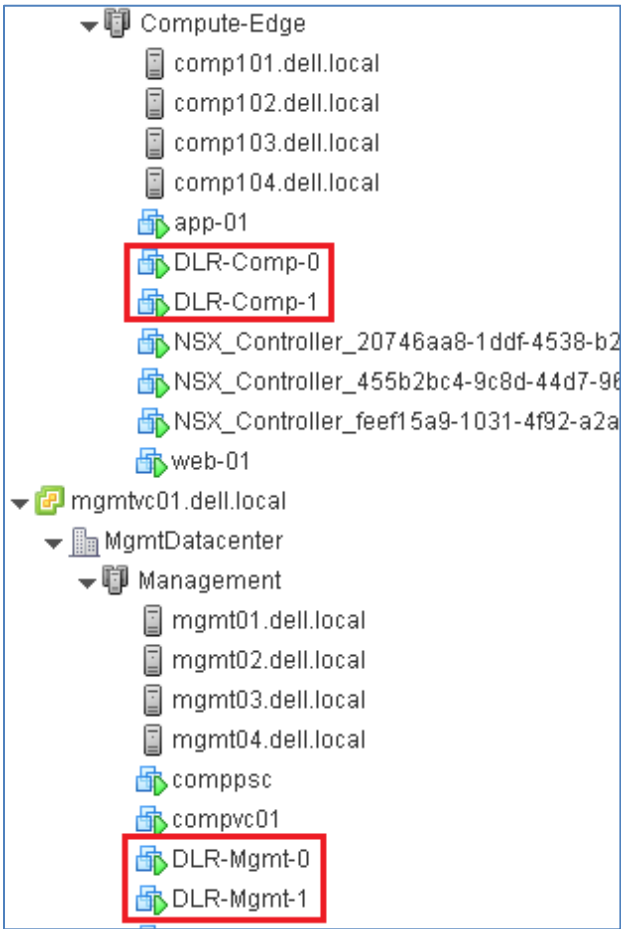 Compute-Edge
comp101.dell.local
comp102.dell.local
comp103.dell.local
comp104.dell.local
app-01
DLR-Comp-0
DLR-Comp-1
NSX_Controller_20746aa8-1ddf-4538-b2
NSX_Controller_455b2bc4-9c8d-44d7-96
NSX_Controller_feef15a9-1031-4f92-a2a
web-01
mgmtvc01.dell.local
MgmtDatacenter
Management
mgmt01.dell.local
mgmt02.dell.local
mgmt03.dell.local
mgmt04.dell.local
comppsc
compvc01
DLR-Mgmt-0
DLR-Mgmt-1